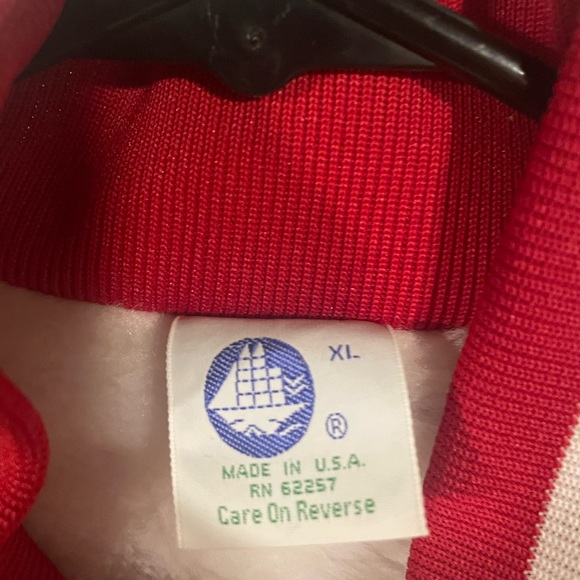 XL
®
MADE IN U.S.A.
RN 62257
Care On Reverse